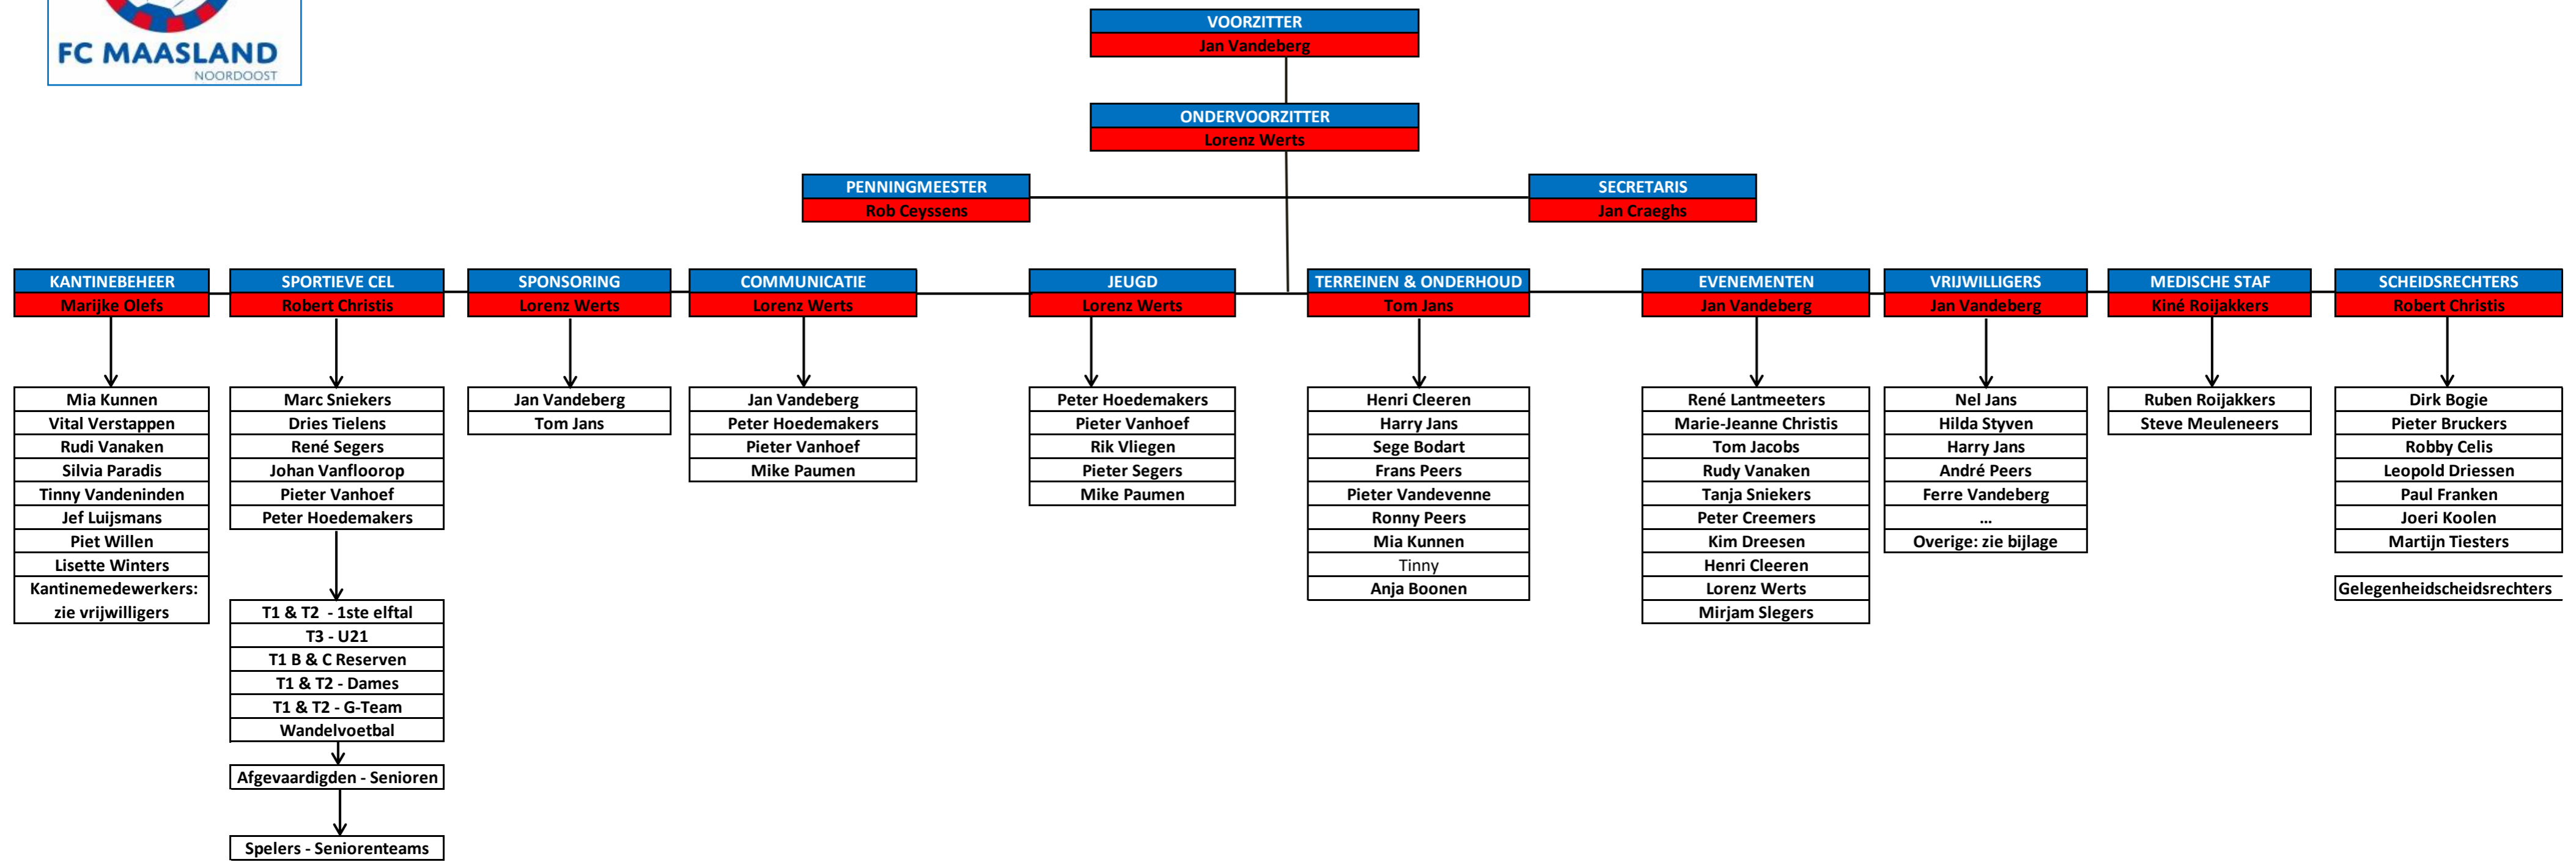 FC MAASLAND
NOORDOOST
VOORZITTER
Jan Vandeberg
ONDERVOORZITTER
Lorenz Werts
PENNINGMEESTER
Rob Ceyssens
SECRETARIS
Jan Craeghs
KANTINEBEHEER
Marijke Olefs
Mia Kunnen
Vital Verstappen
Rudi Vanaken
Silvia Paradis
Tinny Vandeninden
Jef Luijsmans
Piet Willen
Lisette Winters
Kantinemedewerkers:
zie vrijwilligers
SPORTIEVE CEL
Robert Christis
Marc Sniekers
Dries Tielens
René Segers
Johan Vanfloorop
Pieter Vanhoef
Peter Hoedemakers
T1 & T2 - 1ste elftal
T3 - U21
T1 B & C Reserven
T1 & T2 - Dames
T1 & T2 - G-Team
Wandelvoetbal
Afgevaardigden - Senioren
Spelers - Seniorenteams
SPONSORING
Lorenz Werts
Jan Vandeberg
Tom Jans
COMMUNICATIE
Lorenz Werts
Jan Vandeberg
Peter Hoedemakers
Pieter Vanhoef
Mike Paumen
JEUGD
Lorenz Werts
Peter Hoedemakers
Pieter Vanhoef
Rik Vliegen
Pieter Segers
Mike Paumen
TERREINEN & ONDERHOUD
Tom Jans
Henri Cleeren
Harry Jans
Sege Bodart
Frans Peers
Pieter Vandevenne
Ronny Peers
Mia Kunnen
Tinny
Anja Boonen
EVENEMENTEN
Jan Vandeberg
René Lantmeeters
Marie-Jeanne Christis
Tom Jacobs
Rudy Vanaken
Tanja Sniekers
Peter Creemers
Kim Dreesen
Henri Cleeren
Lorenz Werts
Mirjam Slegers
VRIJWILLIGERS
Jan Vandeberg
Nel Jans
Hilda Styven
Harry Jans
André Peers
Ferre Vandeberg
...
Overige: zie bijlage
MEDISCHE STAF
Kiné Roijakkers
Ruben Roijakkers
Steve Meuleneers
SCHEIDSRECHTERS
Robert Christis
Dirk Bogie
Pieter Bruckers
Robby Celis
Leopold Driessen
Paul Franken
Joeri Koolen
Martijn Tiesters
Gelegenheidscheidsrechters